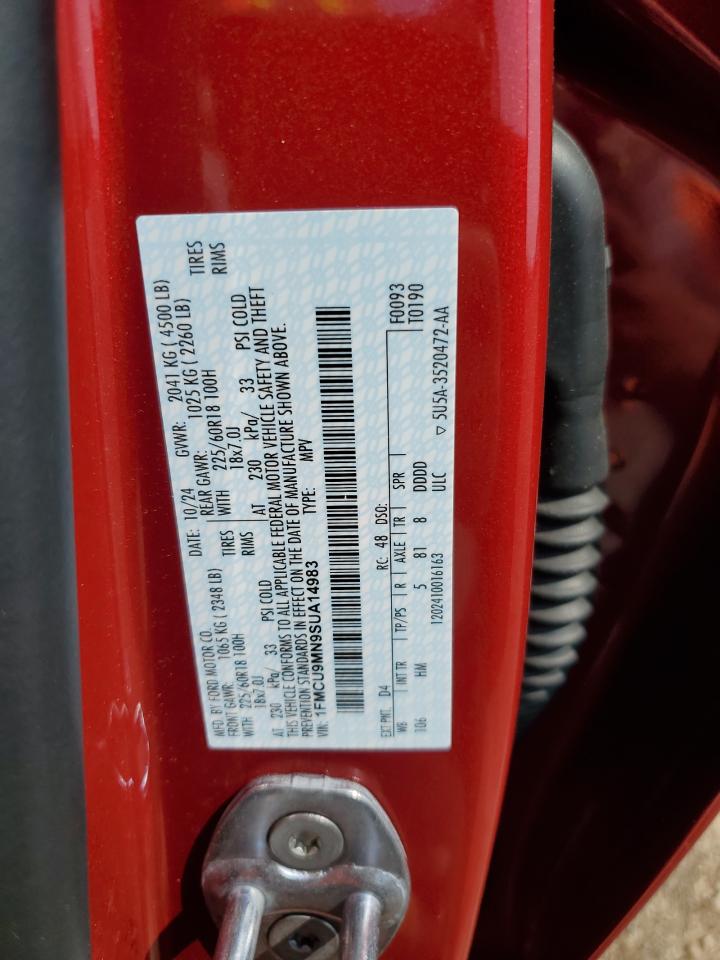 MFD. BY FORD MOTOR CO. DATE: 10/24 GVWR: 2041 KG ( 4500 LB)
FRONT GAWR: 1065 KG ( 2348 LB) REAR GAWR: 1025 KG ( 2260 LB)
WITH 225/60R18 100H TIRES WITH 225/60R18 100H TIRES
18x7.0J RIMS 18x7.0J RIMS
AT 230 kPa/ 33 PSI COLD AT 230 kPa/ 33 PSI COLD
THIS VEHICLE CONFORMS TO ALL APPLICABLE FEDERAL MOTOR VEHICLE SAFETY AND THEFT
PREVENTION STANDARDS IN EFFECT ON THE DATE OF MANUFACTURE SHOWN ABOVE.
VIN: 1FMCU9MN9SUA14983 TYPE: MPV
EXT PNT: D4 RC: 48 DSO: F0093
WB INT TR TP/PS R AXLE TR SPR T0190
106 HM 5 81 8 DDDD
1202410016163 ULC ▽ 5U5A-3520472-AA